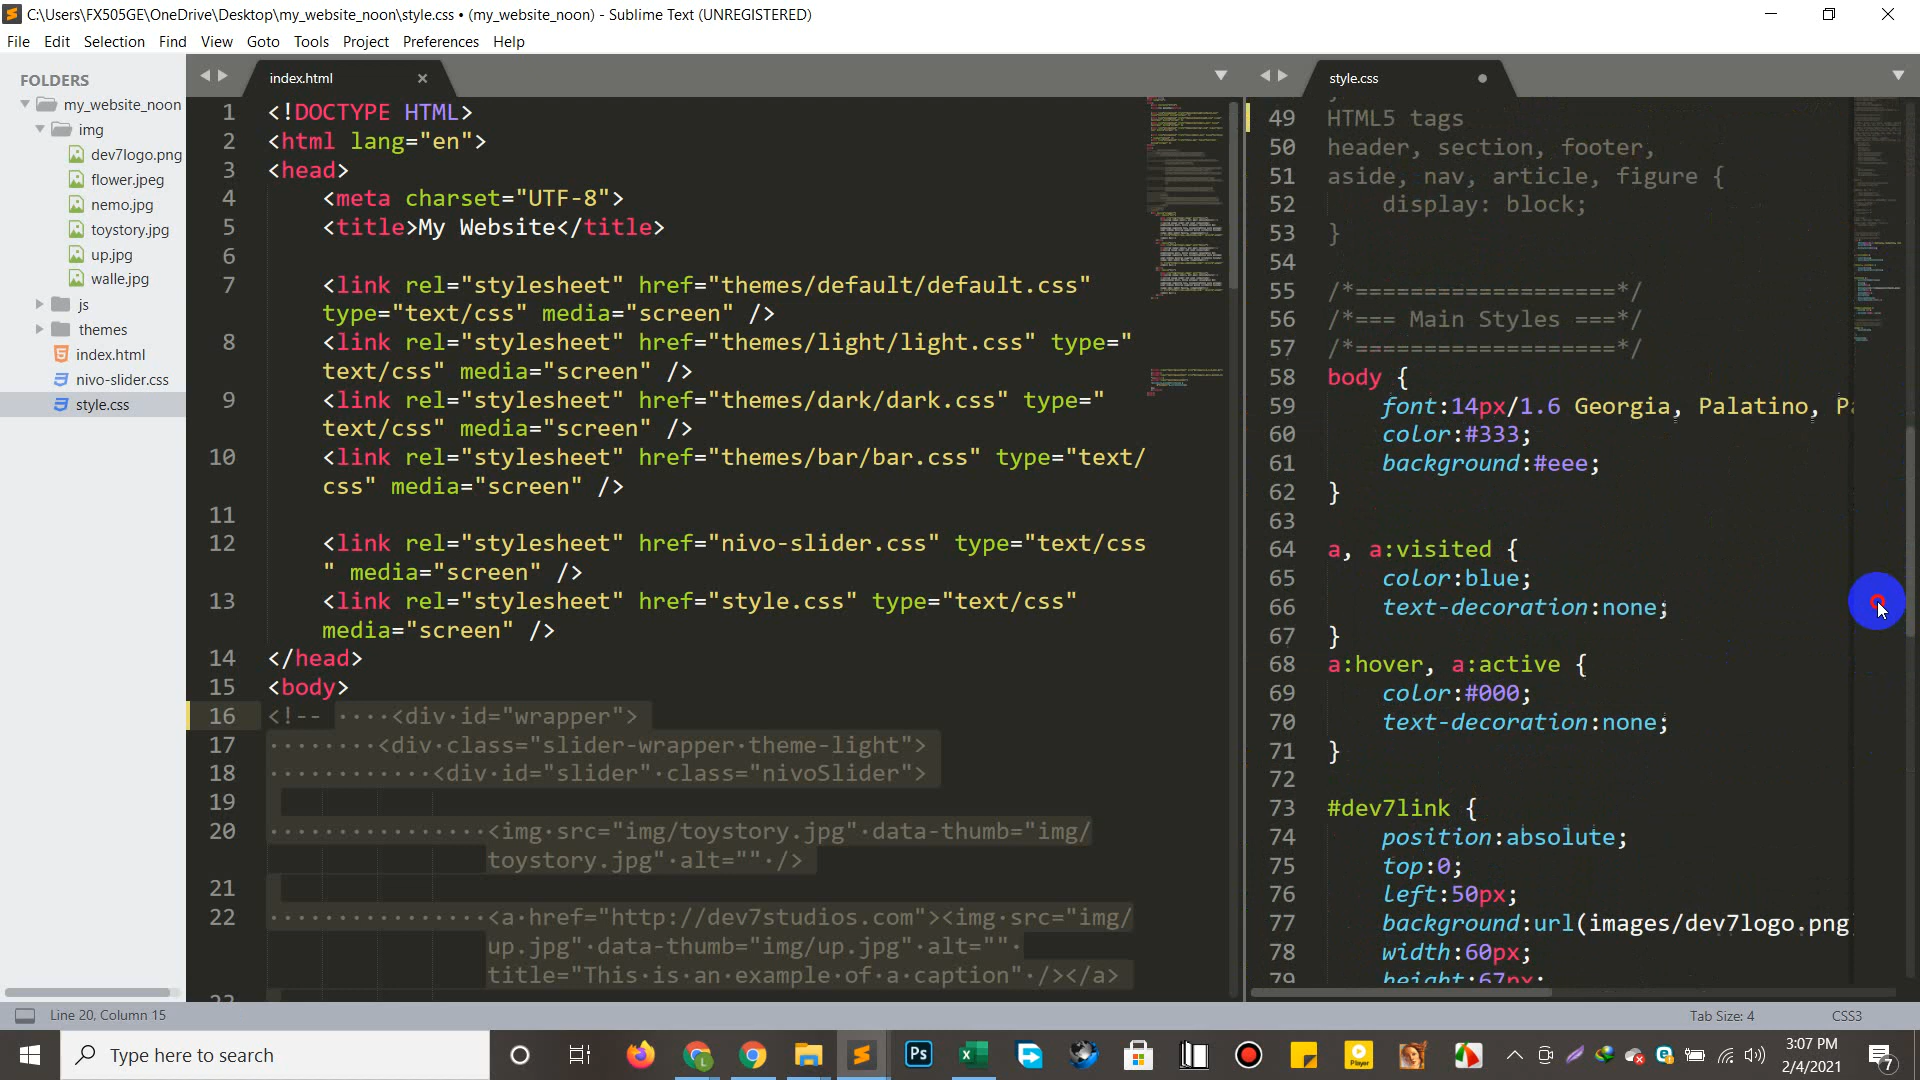 C:\Users\FX505GE\OneDrive\Desktop\my_website_noon\style.css • (my_website_noon) - Sublime Text (UNREGISTERED)
File Edit Selection Find View Goto Tools Project Preferences Help
FOLDERS
my_website_noon
img
dev7logo.png
flower.jpeg
nemo.jpg
toystory.jpg
up.jpg
walle.jpg
js
themes
index.html
nivo-slider.css
style.css
index.html
1 <!DOCTYPE HTML>
2 <html lang="en">
3 <head>
4 <meta charset="UTF-8">
5 <title>My Website</title>
6
7 <link rel="stylesheet" href="themes/default/default.css"
type="text/css" media="screen" />
8 <link rel="stylesheet" href="themes/light/light.css" type="
text/css" media="screen" />
9 <link rel="stylesheet" href="themes/dark/dark.css" type="
text/css" media="screen" />
10 <link rel="stylesheet" href="themes/bar/bar.css" type="text/
css" media="screen" />
11
12 <link rel="stylesheet" href="nivo-slider.css" type="text/css
" media="screen" />
13 <link rel="stylesheet" href="style.css" type="text/css"
media="screen" />
14 </head>
15 <body>
16 <!-- ····<div·id="wrapper">
17 ········<div·class="slider-wrapper·theme-light">
18 ············<div·id="slider"·class="nivoSlider">
19
20 ················<img·src="img/toystory.jpg"·data-thumb="img/
toystory.jpg"·alt=""·/>
21
22 ················<a·href="http://dev7studios.com"><img·src="img/
up.jpg"·data-thumb="img/up.jpg"·alt=""·
title="This·is·an·example·of·a·caption"·/></a>
23
style.css
49 HTML5 tags
50 header, section, footer,
51 aside, nav, article, figure {
52 display: block;
53 }
54
55 /*===================*/
56 /*=== Main Styles ===*/
57 /*===================*/
58 body {
59 font:14px/1.6 Georgia, Palatino, Pa
60 color:#333;
61 background:#eee;
62 }
63
64 a, a:visited {
65 color:blue;
66 text-decoration:none;
67 }
68 a:hover, a:active {
69 color:#000;
70 text-decoration:none;
71 }
72
73 #dev7link {
74 position:absolute;
75 top:0;
76 left:50px;
77 background:url(images/dev7logo.png
78 width:60px;
79 height:67px;
Line 20, Column 15
Tab Size: 4
CSS3
Type here to search
Ps
Player
3:07 PM
2/4/2021
7